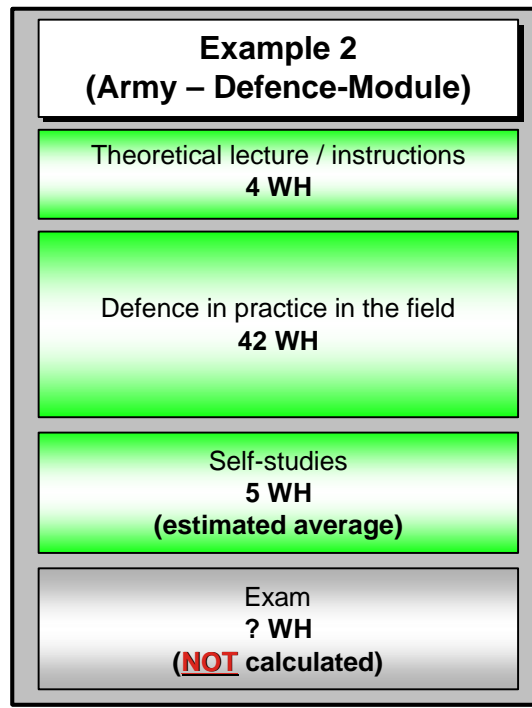 Example 2
(Army – Defence-Module)
Theoretical lecture / instructions
4 WH
Defence in practice in the field
42 WH
Self-studies
5 WH
(estimated average)
Exam
? WH
(NOT calculated)